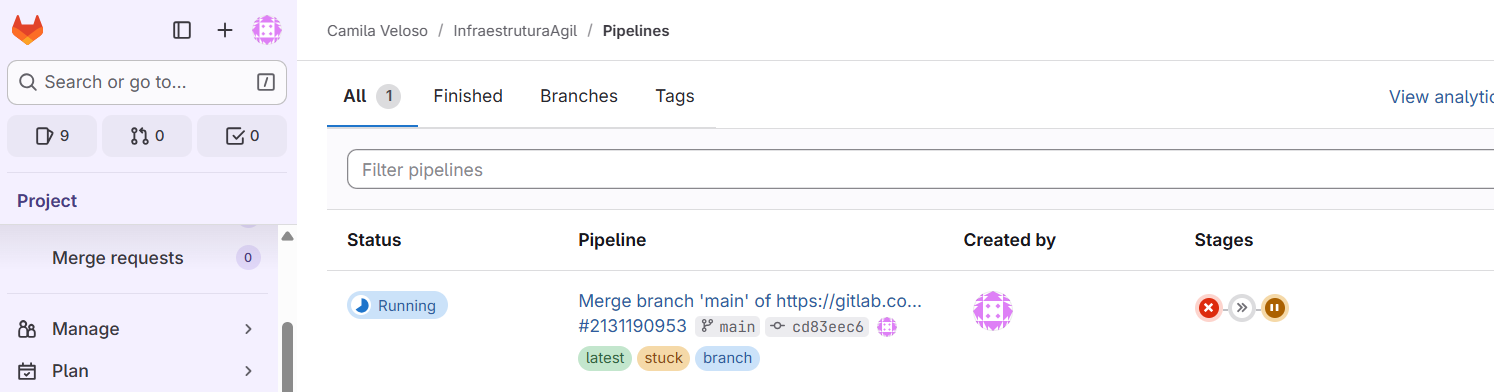 Camila Veloso / InfraestruturaAgil / Pipelines
Search or go to... /
All 1 Finished Branches Tags
View analytic
9 0 0
Filter pipelines
Project
Status Pipeline Created by Stages
Merge requests 0
Running
Merge branch 'main' of https://gitlab.co...
#2131190953 main cd83eec6
latest stuck branch
Manage
Plan